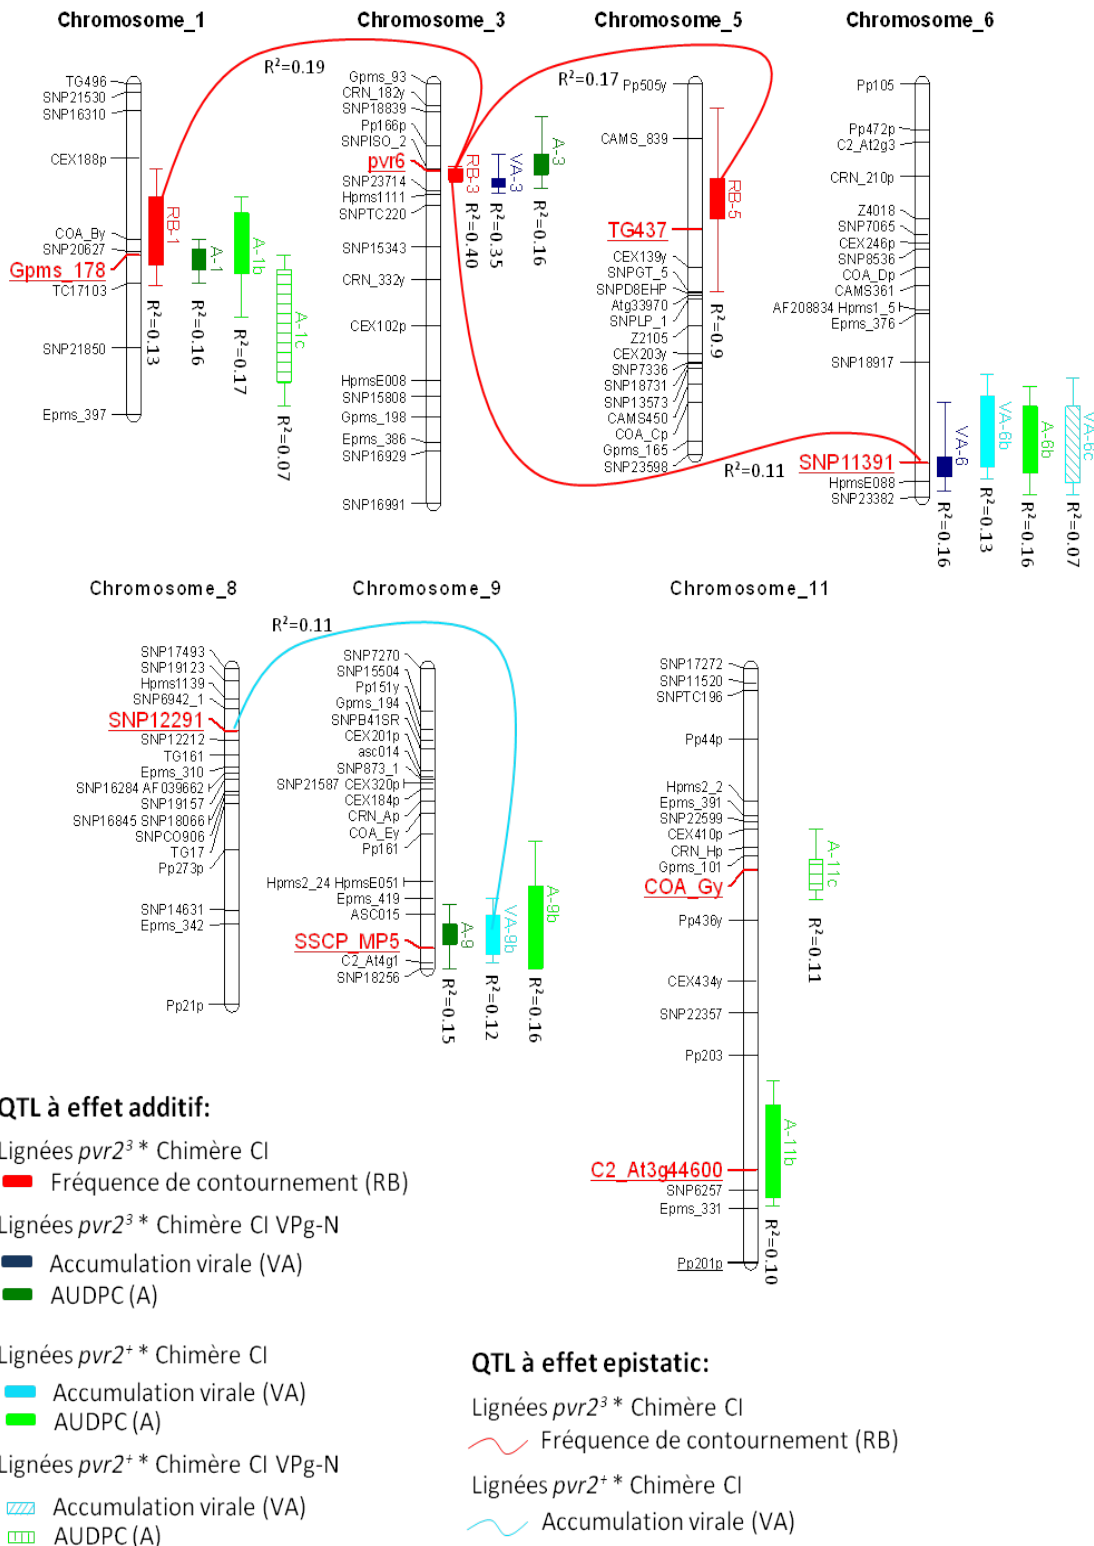 Chromosome_1
TG496
SNP21530
SNP16310
CEX188p
COA_By
SNP20627
Gpms_178
TC17103
SNP21850
Epms_397
RB-1
R²=0.13
A-1
R²=0.16
A-1b
R²=0.17
A-1c
R²=0.07
R²=0.19
Chromosome_3
Gpms_93
CRN_182y
SNP18839
Pp166p
SNPISO_2
pvr6
SNP23714
Hpms1111
SNPTC220
SNP15343
CRN_332y
CEX102p
HpmsE008
SNP15808
Gpms_198
Epms_386
SNP16929
SNP16991
RB-3
R²=0.40
VA-3
R²=0.35
A-3
R²=0.16
R²=0.17
Chromosome_5
Pp505y
CAMS_839
TG437
CEX139y
SNPGT_5
SNPD8EHP
Atg33970
SNPLP_1
Z2105
CEX203y
SNP7336
SNP18731
SNP13573
CAMS450
COA_Cp
Gpms_165
SNP23598
RB-5
R²=0.9
R²=0.11
Chromosome_6
Pp105
Pp472p
C2_At2g3
CRN_210p
Z4018
SNP7065
CEX246p
SNP8536
COA_Dp
CAMS361
AF208834 Hpms1_5
Epms_376
SNP18917
SNP11391
HpmsE088
SNP23382
VA-6
R²=0.16
VA-6b
R²=0.13
A-6b
R²=0.16
VA-6c
R²=0.07
Chromosome_8
SNP17493
SNP19123
Hpms1139
SNP6942_1
SNP12291
SNP12212
TG161
Epms_310
SNP16284 AF039662
SNP19157
SNP16845 SNP18066
SNPCO906
TG17
Pp273p
SNP14631
Epms_342
Pp21p
R²=0.11
Chromosome_9
SNP7270
SNP15504
Pp151y
Gpms_194
SNPB41SR
CEX201p
asc014
SNP873_1
SNP21587 CEX320p
CEX184p
CRN_Ap
COA_Ey
Pp161
Hpms2_24 HpmsE051
Epms_419
ASC015
SSCP_MP5
C2_At4g1
SNP18256
A-9
R²=0.15
VA-9b
R²=0.12
A-9b
R²=0.16
Chromosome_11
SNP17272
SNP11520
SNPTC196
Pp44p
Hpms2_2
Epms_391
SNP22599
CEX410p
CRN_Hp
Gpms_101
COA_Gy
Pp436y
CEX434y
SNP22357
Pp203
C2_At3g44600
SNP6257
Epms_331
Pp201p
A-11c
R²=0.11
A-11b
R²=0.10
QTL à effet additif:
Lignées pvr2³ * Chimère CI
Fréquence de contournement (RB)
Lignées pvr2³ * Chimère CI VPg-N
Accumulation virale (VA)
AUDPC (A)
Lignées pvr2⁺ * Chimère CI
Accumulation virale (VA)
AUDPC (A)
Lignées pvr2⁺ * Chimère CI VPg-N
Accumulation virale (VA)
AUDPC (A)
QTL à effet epistatic:
Lignées pvr2³ * Chimère CI
Fréquence de contournement (RB)
Lignées pvr2⁺ * Chimère CI
Accumulation virale (VA)